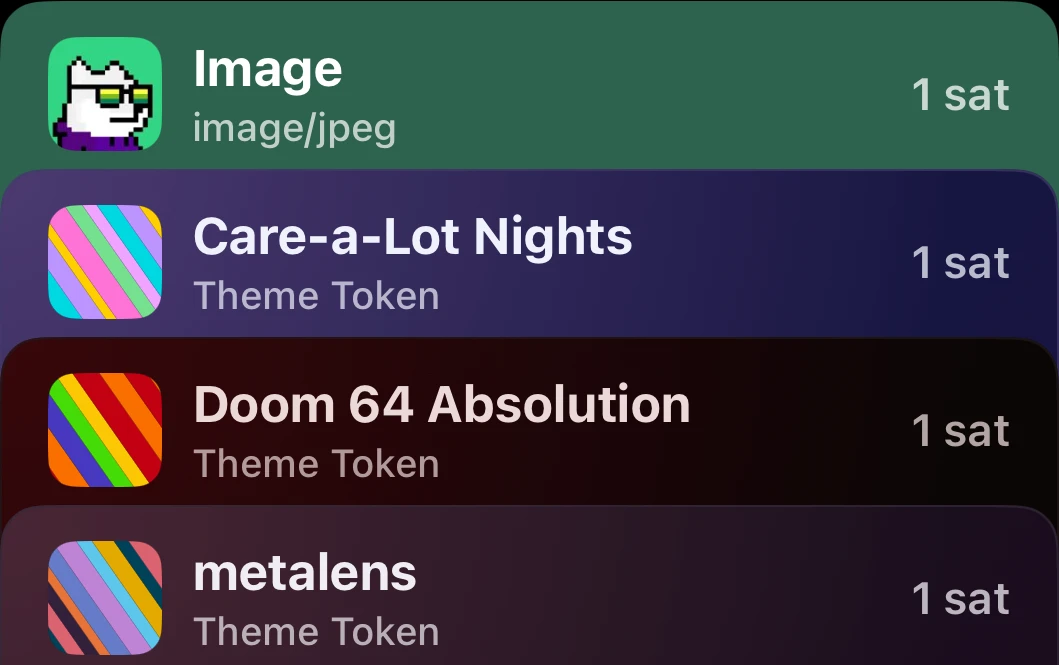 Image
image/jpeg
1 sat
Care-a-Lot Nights
Theme Token
1 sat
Doom 64 Absolution
Theme Token
1 sat
metalens
Theme Token
1 sat